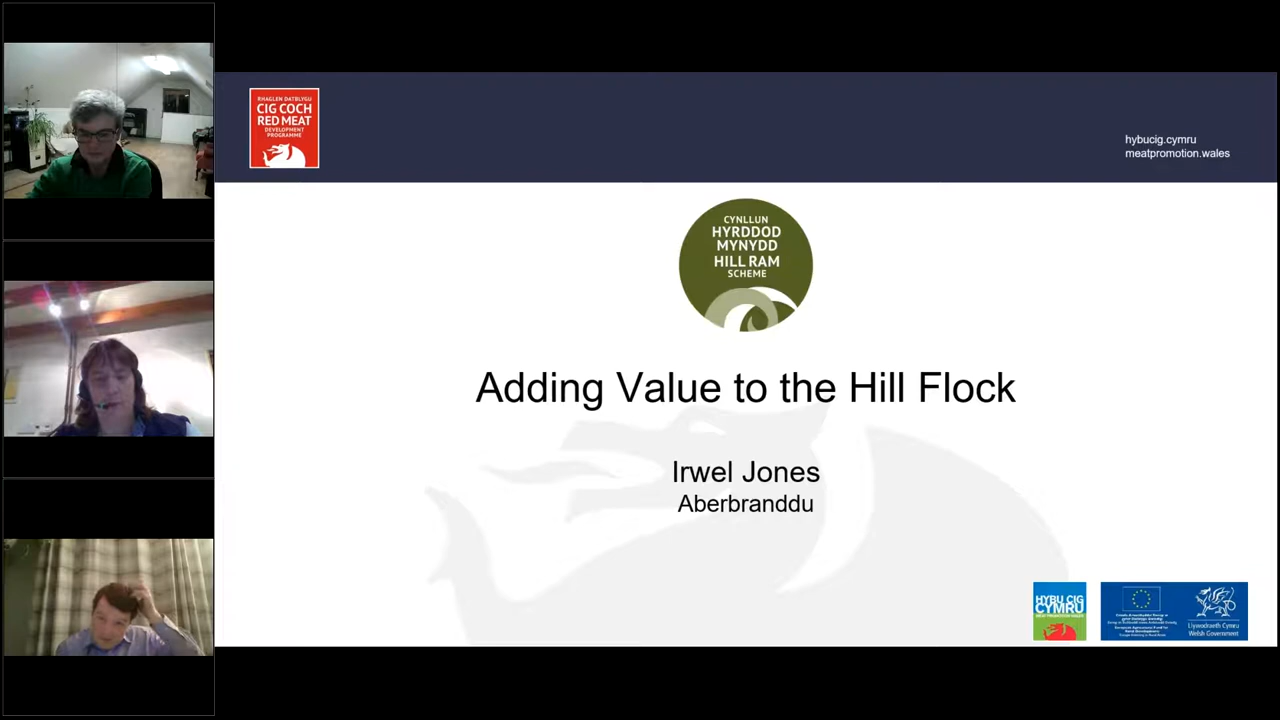 RHAGLEN DATBLYGU
CIG COCH
RED MEAT
DEVELOPMENT
PROGRAMME
hybucig.cymru
meatpromotion.wales
CYNLLUN
HYRDDOD
MYNYDD
HILL RAM
SCHEME
Adding Value to the Hill Flock
Irwel Jones
Aberbranddu
HYBU CIG
CYMRU
Llywodraeth Cymru
Welsh Government